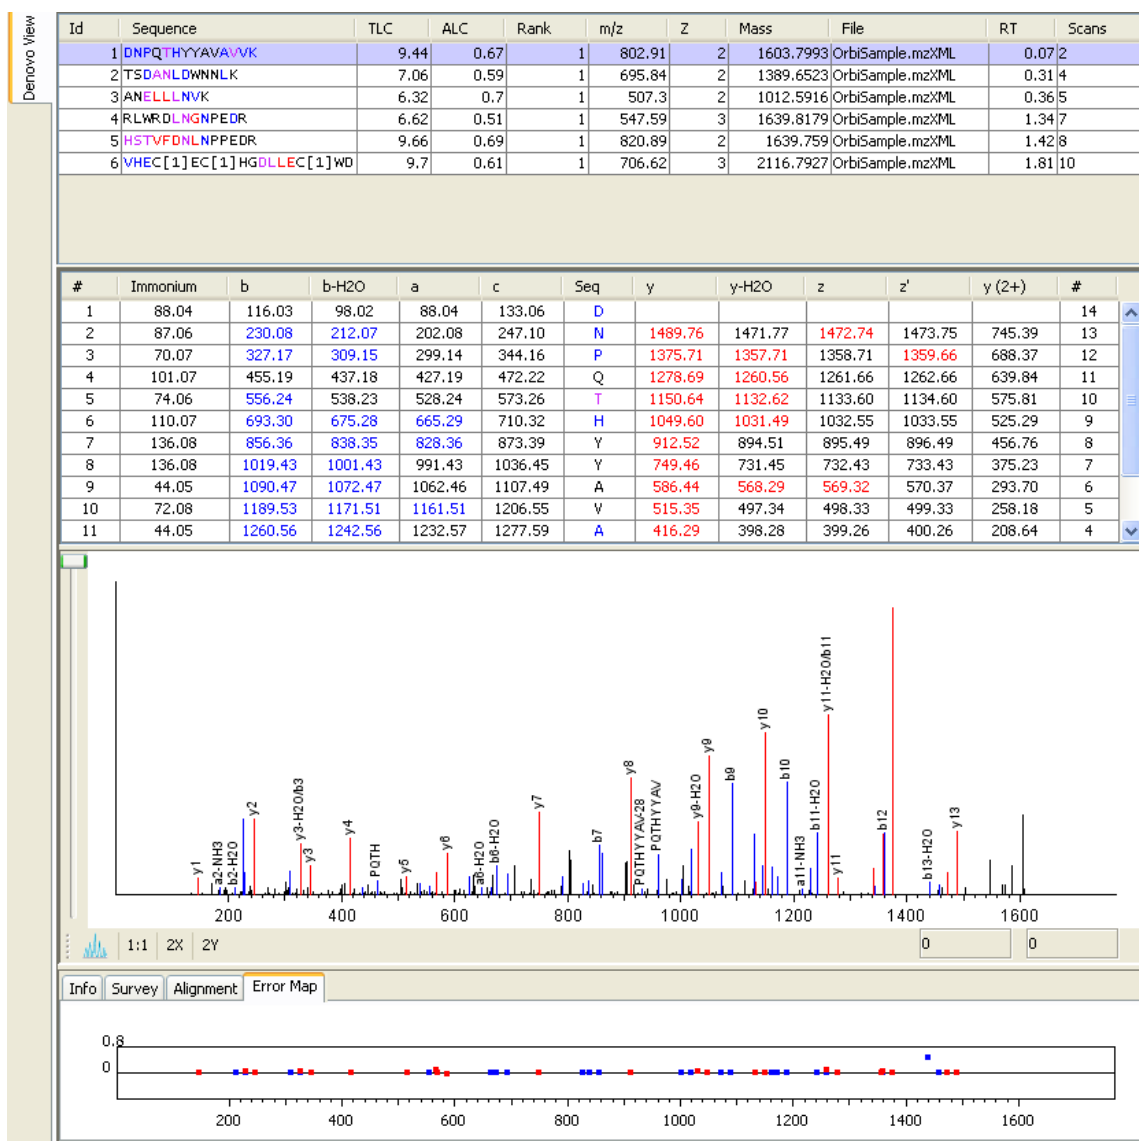 Denovo View
Id Sequence TLC ALC Rank m/z Z Mass File RT Scans
1 DNPQTHYYAVAVVK 9.44 0.67 1 802.91 2 1603.7993 OrbiSample.mzXML 0.07 2
2 TSDANLDWNNLK 7.06 0.59 1 695.84 2 1389.6523 OrbiSample.mzXML 0.31 4
3 ANELLLNVK 6.32 0.7 1 507.3 2 1012.5916 OrbiSample.mzXML 0.36 5
4 RLWRDLNGNPEDR 6.62 0.51 1 547.59 3 1639.8179 OrbiSample.mzXML 1.34 7
5 HSTVFDNLNPPEDR 9.66 0.69 1 820.89 2 1639.759 OrbiSample.mzXML 1.42 8
6 VHEC[1]EC[1]HGDLLEC[1]WD 9.7 0.61 1 706.62 3 2116.7927 OrbiSample.mzXML 1.81 10
# Immonium b b-H2O a c Seq y y-H2O z z' y (2+) #
1 88.04 116.03 98.02 88.04 133.06 D 14
2 87.06 230.08 212.07 202.08 247.10 N 1489.76 1471.77 1472.74 1473.75 745.39 13
3 70.07 327.17 309.15 299.14 344.16 P 1375.71 1357.71 1358.71 1359.66 688.37 12
4 101.07 455.19 437.18 427.19 472.22 Q 1278.69 1260.56 1261.66 1262.66 639.84 11
5 74.06 556.24 538.23 528.24 573.26 T 1150.64 1132.62 1133.60 1134.60 575.81 10
6 110.07 693.30 675.28 665.29 710.32 H 1049.60 1031.49 1032.55 1033.55 525.29 9
7 136.08 856.36 838.35 828.36 873.39 Y 912.52 894.51 895.49 896.49 456.76 8
8 136.08 1019.43 1001.43 991.43 1036.45 Y 749.46 731.45 732.43 733.43 375.23 7
9 44.05 1090.47 1072.47 1062.46 1107.49 A 586.44 568.29 569.32 570.37 293.70 6
10 72.08 1189.53 1171.51 1161.51 1206.55 V 515.35 497.34 498.33 499.33 258.18 5
11 44.05 1260.56 1242.56 1232.57 1277.59 A 416.29 398.28 399.26 400.26 208.64 4
y1
a2-NH3
b2-H2O
y2
y3-H2O/b3
y3
y4
PQTH
y5
y6
a6-H2O
b6-H2O
y7
b7
y8
PQTHYYAV-28
PQTHYYAV
y9-H2O
y9
b9
y10
b10
a11-NH3
b11-H2O
y11-H2O/b11
y11
b12
b13-H2O
y13
200 400 600 800 1000 1200 1400 1600
1:1 2X 2Y 0 0
Info Survey Alignment Error Map
0.8
0
200 400 600 800 1000 1200 1400 1600